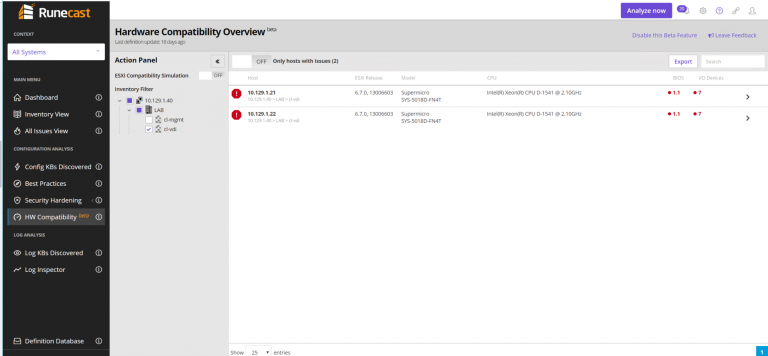 Runecast
CONTEXT
All Systems
MAIN MENU
Dashboard
Inventory View
All Issues View
CONFIGURATION ANALYSIS
Config KBs Discovered
Best Practices
Security Hardening
HW Compatibility beta
LOG ANALYSIS
Log KBs Discovered
Log Inspector
Definition Database
Analyze now
Hardware Compatibility Overview beta
Last definition update: 19 days ago
Disable this Beta Feature
Leave Feedback
Action Panel
ESXi Compatibility Simulation OFF
Inventory Filter
10.129.1.40
LAB
cl-mgmt
cl-vdi
OFF Only hosts with issues (2)
Export
Search
Host ESXi Release Model CPU BIOS I/O Devices
10.129.1.21 6.7.0, 13006603 Supermicro Intel(R) Xeon(R) CPU D-1541 @ 2.10GHz 1.1 7
10.129.1.40 > LAB > cl-vdi SYS-5018D-FN4T
10.129.1.22 6.7.0, 13006603 Supermicro Intel(R) Xeon(R) CPU D-1541 @ 2.10GHz 1.1 7
10.129.1.40 > LAB > cl-vdi SYS-5018D-FN4T
Show 25 entries
1